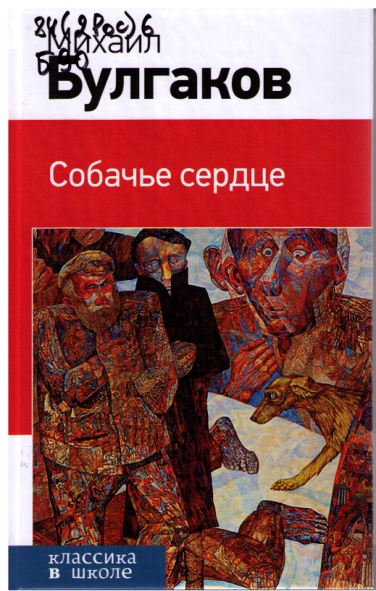 84(2Рос)6
Михаил
Б90
Булгаков
Собачье сердце
классика
в школе